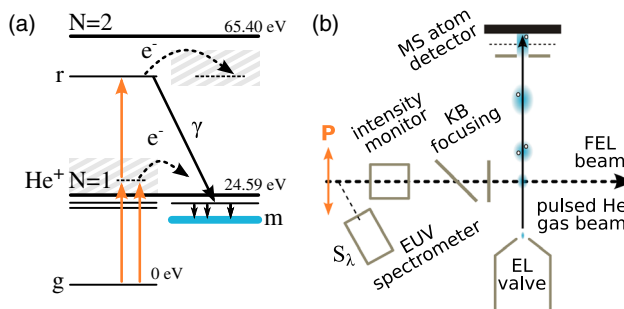 (a)
N=2
65.40 eV
e-
r
γ
e-
He+ N=1
24.59 eV
m
g
0 eV
(b)
MS atom
detector
intensity
monitor
KB
focusing
P
FEL
beam
pulsed He
gas beam
Sλ
EUV
spectrometer
EL
valve